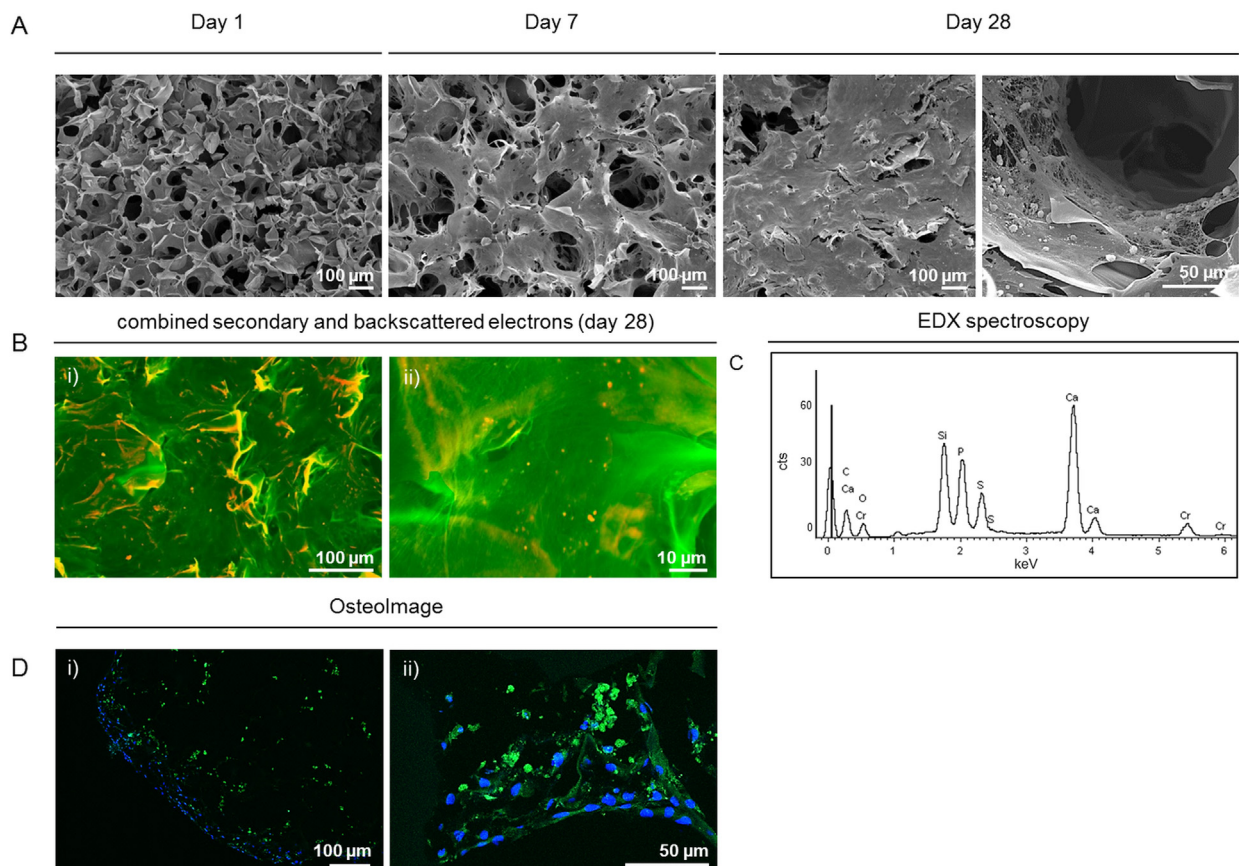 A
Day 1
Day 7
Day 28
100 µm
100 µm
100 µm
50 µm
B
combined secondary and backscattered electrons (day 28)
i)
ii)
100 µm
10 µm
C
EDX spectroscopy
60
30
0
cts
C
Ca
O
Cr
Si
P
S
S
Ca
Ca
Cr
Cr
0 1 2 3 4 5 6
keV
OsteoImage
D
i)
ii)
100 µm
50 µm